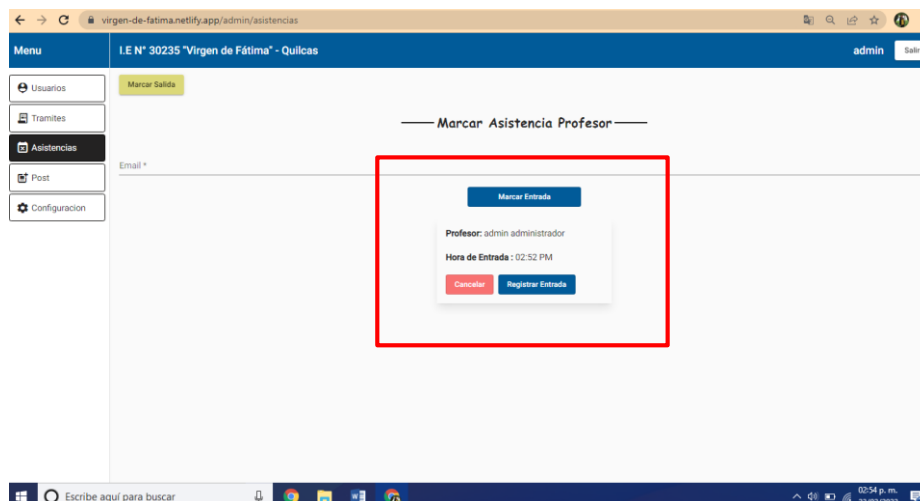 virgen-de-fatima.netlify.app/admin/asistencias
Menu
I.E N° 30235 "Virgen de Fátima" - Quilcas
admin
Salir
Usuarios
Marcar Salida
Tramites
Marcar Asistencia Profesor
Asistencias
Email *
Post
Marcar Entrada
Configuracion
Profesor: admin administrador
Hora de Entrada : 02:52 PM
Cancelar
Registrar Entrada
Escribe aquí para buscar
02:54 p. m.